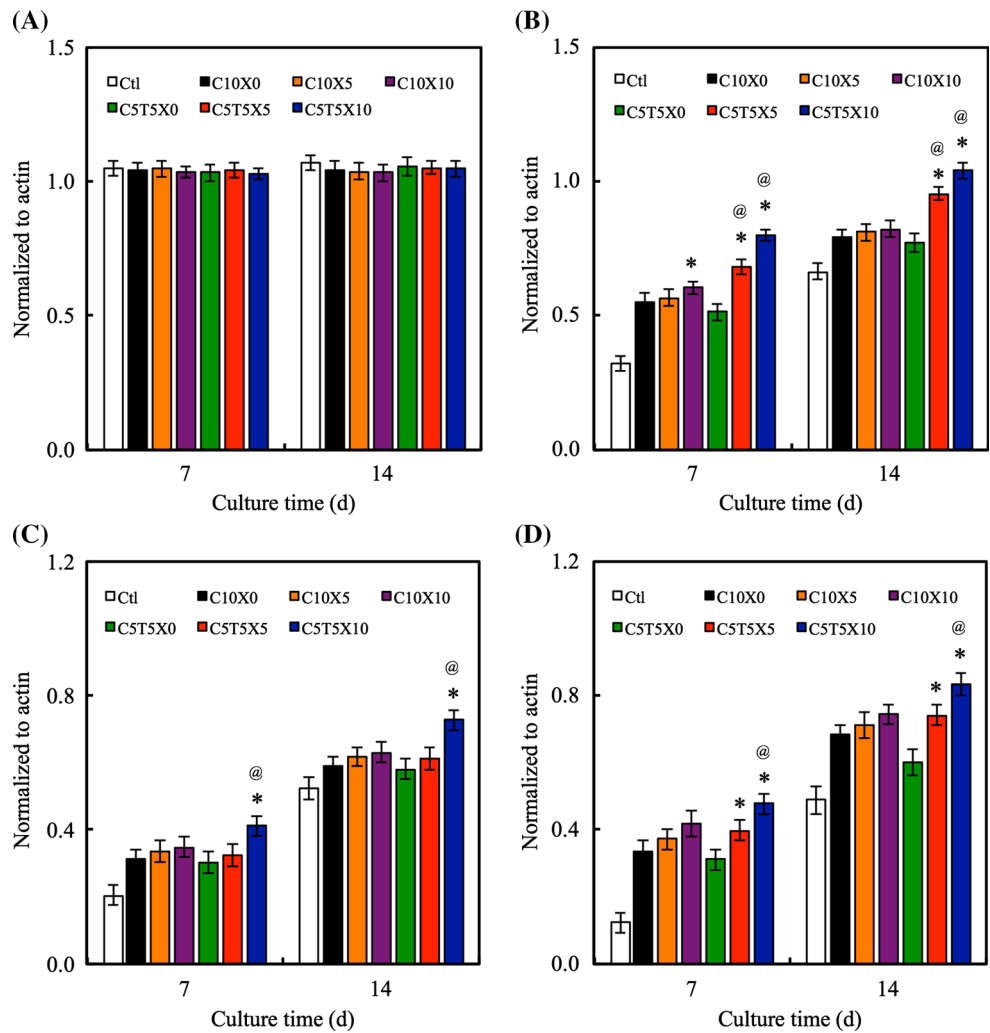 (A)
1.5
Ctl C10X0 C10X5 C10X10
C5T5X0 C5T5X5 C5T5X10
1.0
0.5
0.0
Normalized to actin
7 14
Culture time (d)
(B)
1.5
Ctl C10X0 C10X5 C10X10
C5T5X0 C5T5X5 C5T5X10
@
@ *
@
@ *
* *
*
1.0
0.5
0.0
Normalized to actin
7 14
Culture time (d)
(C)
1.2
Ctl C10X0 C10X5 C10X10
C5T5X0 C5T5X5 C5T5X10
@
*
@
*
0.8
0.4
0.0
Normalized to actin
7 14
Culture time (d)
(D)
1.2
Ctl C10X0 C10X5 C10X10
C5T5X0 C5T5X5 C5T5X10
@
*
*
@
*
*
0.8
0.4
0.0
Normalized to actin
7 14
Culture time (d)